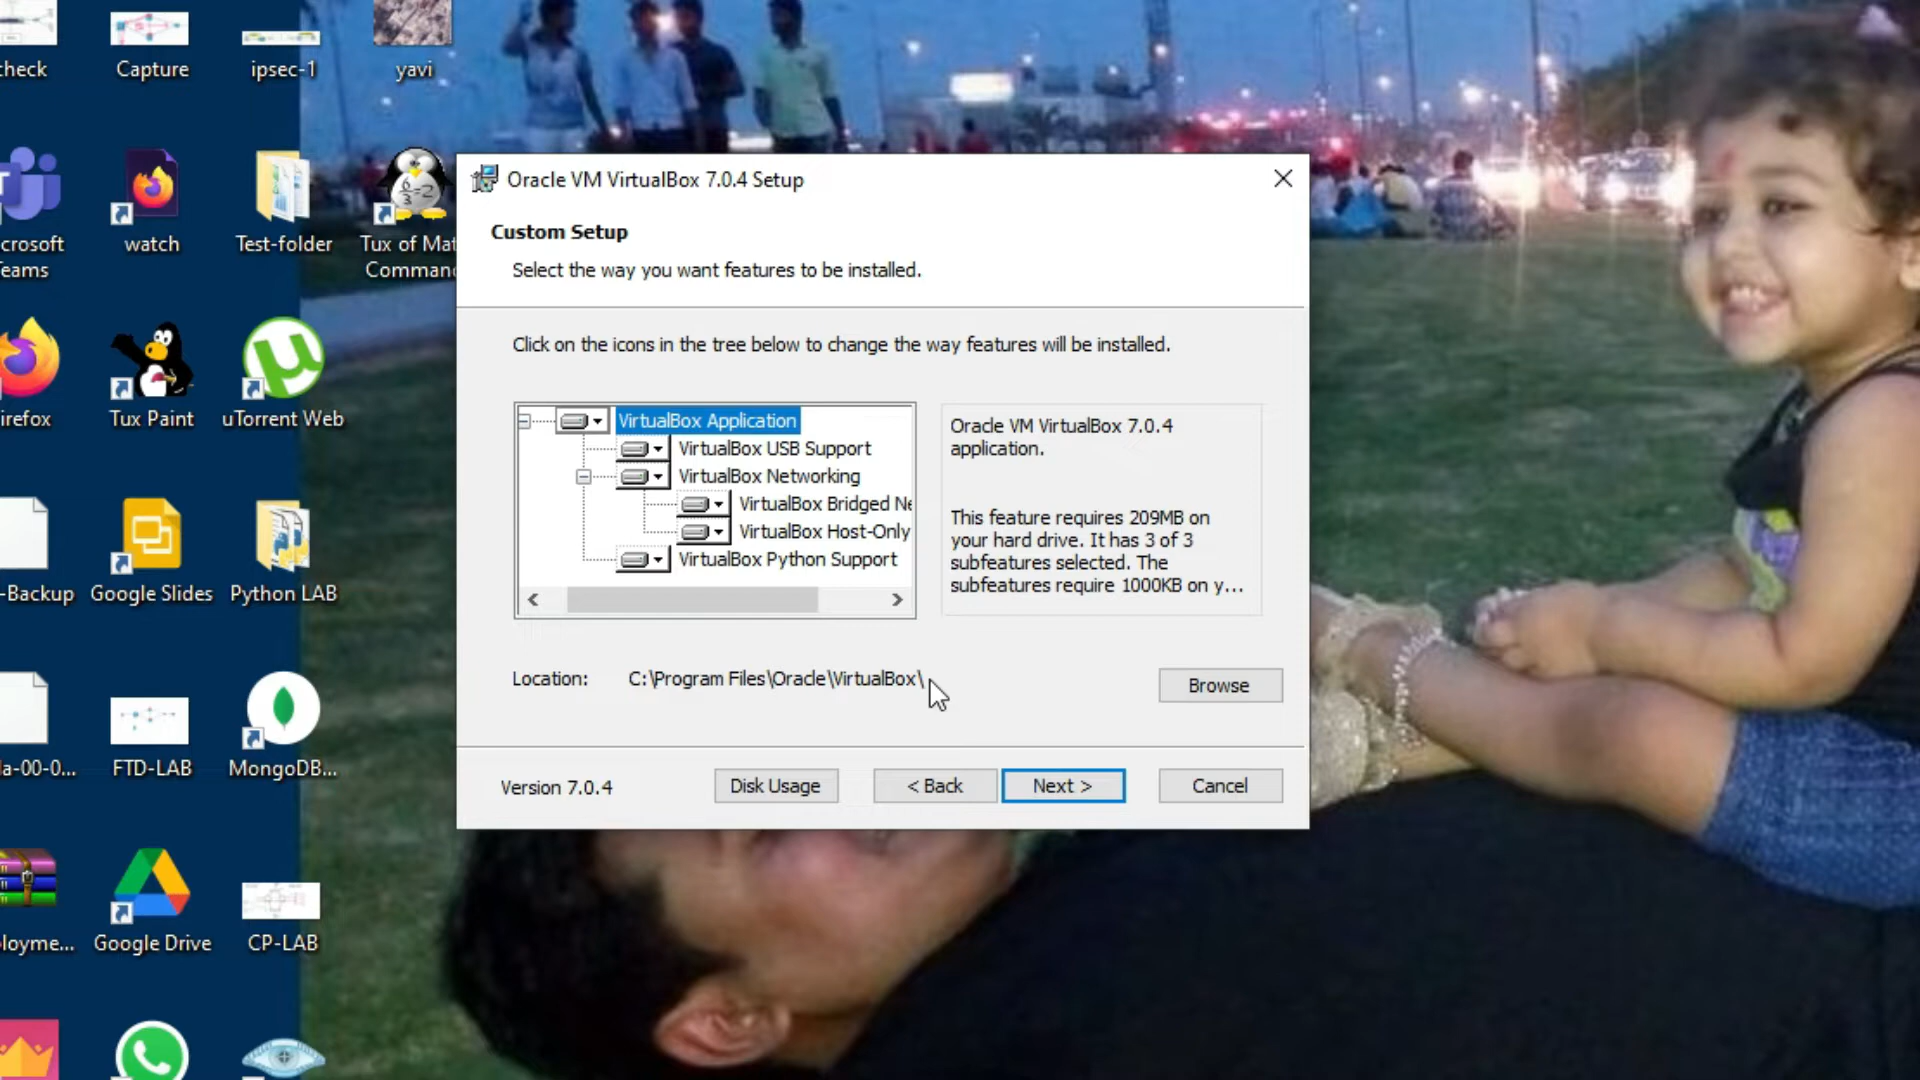 check
Capture
ipsec-1
yavi
crosoft
eams
watch
Test-folder
Tux of Mat
Command
irefox
Tux Paint
uTorrent Web
-Backup
Google Slides
Python LAB
la-00-0...
FTD-LAB
MongoDB...
loyme...
Google Drive
CP-LAB
Oracle VM VirtualBox 7.0.4 Setup
Custom Setup
Select the way you want features to be installed.
Click on the icons in the tree below to change the way features will be installed.
VirtualBox Application
VirtualBox USB Support
VirtualBox Networking
VirtualBox Bridged Ne
VirtualBox Host-Only
VirtualBox Python Support
Oracle VM VirtualBox 7.0.4
application.
This feature requires 209MB on
your hard drive. It has 3 of 3
subfeatures selected. The
subfeatures require 1000KB on y...
Location: C:\Program Files\Oracle\VirtualBox\
Browse
Version 7.0.4
Disk Usage
< Back
Next >
Cancel